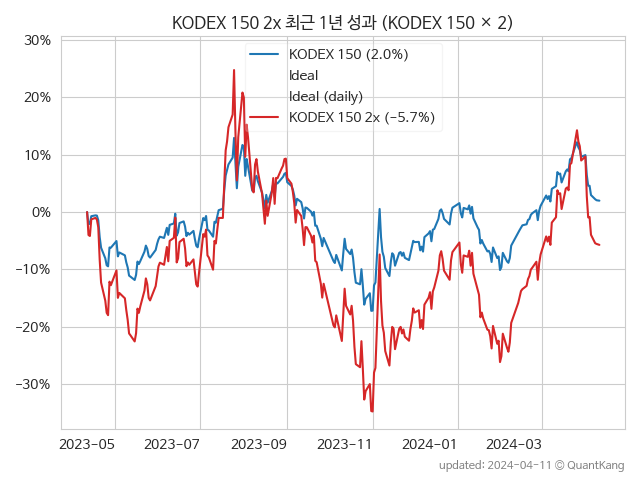 KODEX 150 2x 최근 1년 성과 (KODEX 150 × 2)
30%
20%
10%
0%
−10%
−20%
−30%
KODEX 150 (2.0%)
Ideal
Ideal (daily)
KODEX 150 2x (−5.7%)
2023-05
2023-07
2023-09
2023-11
2024-01
2024-03
updated: 2024-04-11 © QuantKang